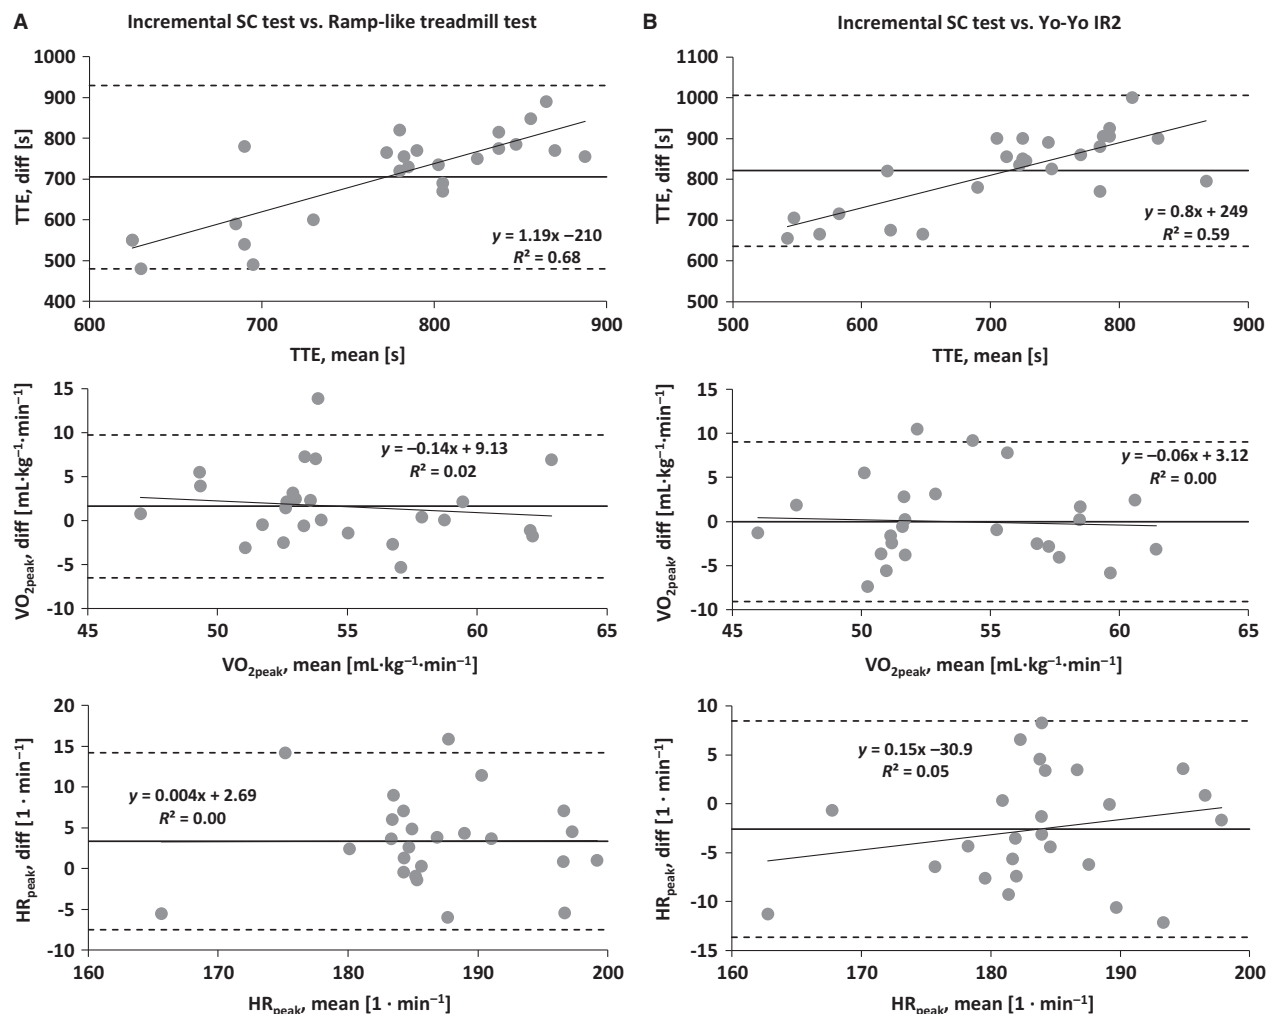 A
Incremental SC test vs. Ramp-like treadmill test
TTE, diff [s]
1000
900
800
700
600
500
400
y = 1.19x –210
R² = 0.68
600
700
800
900
TTE, mean [s]
VO2peak, diff [mL·kg⁻¹·min⁻¹]
15
10
5
0
-5
-10
y = –0.14x + 9.13
R² = 0.02
45
50
55
60
65
VO2peak, mean [mL·kg⁻¹·min⁻¹]
HRpeak, diff [1 · min⁻¹]
20
15
10
5
0
-5
-10
y = 0.004x + 2.69
R² = 0.00
160
170
180
190
200
HRpeak, mean [1 · min⁻¹]
B
Incremental SC test vs. Yo-Yo IR2
TTE, diff [s]
1100
1000
900
800
700
600
500
y = 0.8x + 249
R² = 0.59
500
600
700
800
900
TTE, mean [s]
VO2peak, diff [mL·kg⁻¹·min⁻¹]
15
10
5
0
-5
-10
y = –0.06x + 3.12
R² = 0.00
45
50
55
60
65
VO2peak, mean [mL·kg⁻¹·min⁻¹]
HRpeak, diff [1 · min⁻¹]
10
5
0
-5
-10
-15
y = 0.15x –30.9
R² = 0.05
160
170
180
190
200
HRpeak, mean [1 · min⁻¹]